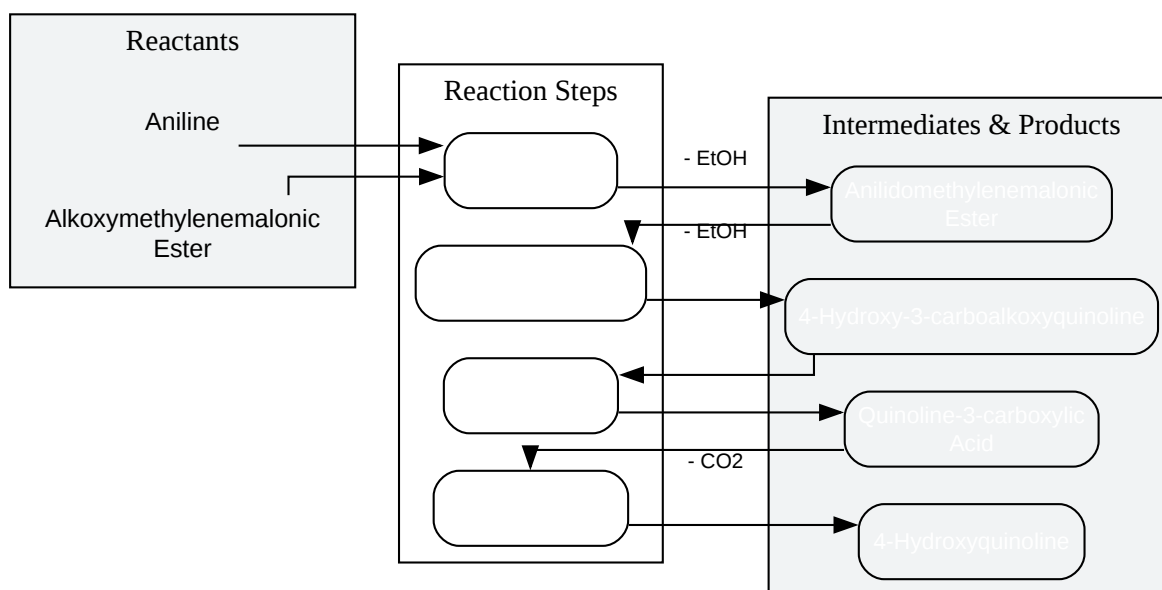 Reactants
Aniline
Alkoxymethylenemalonic
Ester
Reaction Steps
- EtOH
- EtOH
- CO2
Intermediates & Products
Anilidomethylenemalonic
Ester
4-Hydroxy-3-carboalkoxyquinoline
Quinoline-3-carboxylic
Acid
4-Hydroxyquinoline